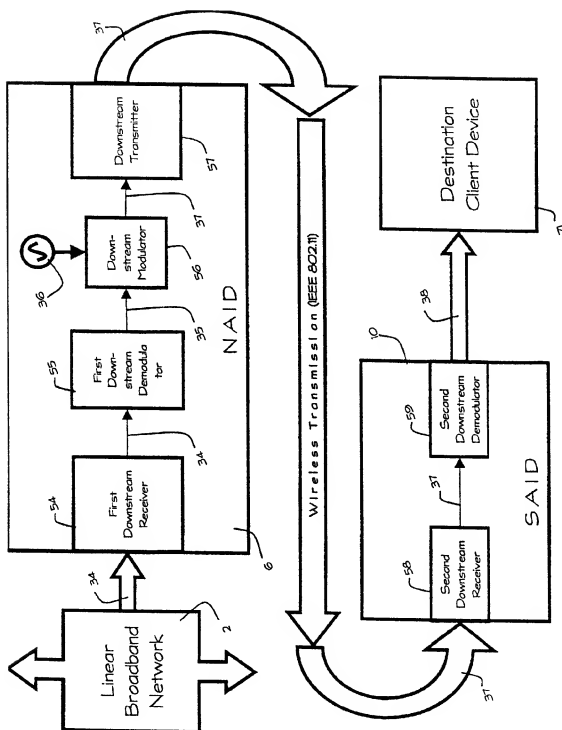 Linear
Broadband
Network
2
34
NAID
6
54
First
Downstream
Receiver
34
55
First
Down-
stream
Demodula
tor
35
36
Down-
stream
Modulator
56
37
Downstream
Transmitter
57
37
Wireless Transmission (IEEE 802.11)
37
SAID
10
58
Second
Downstream
Receiver
37
59
Second
Downstream
Demodulator
38
Destination
Client Device